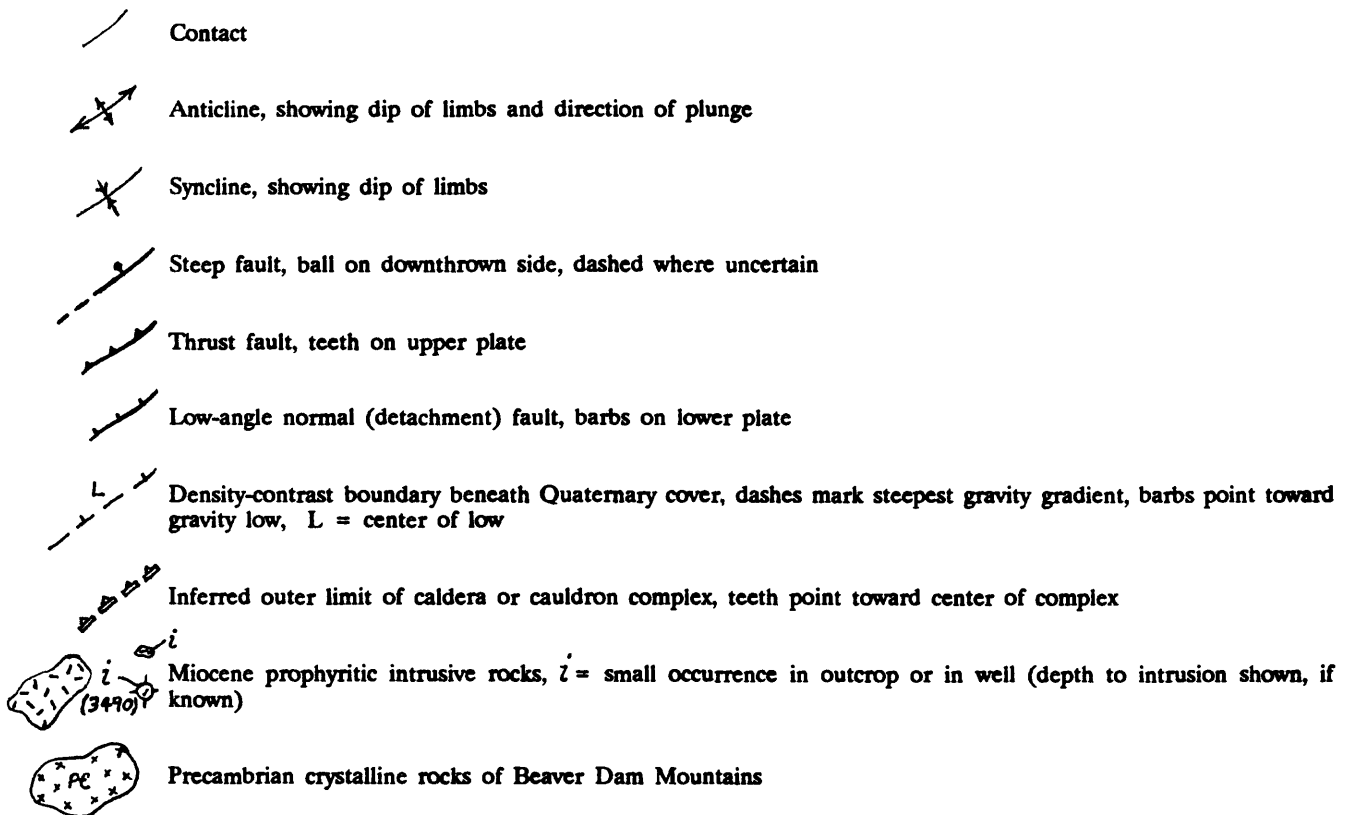 Contact
Anticline, showing dip of limbs and direction of plunge
Syncline, showing dip of limbs
Steep fault, ball on downthrown side, dashed where uncertain
Thrust fault, teeth on upper plate
Low-angle normal (detachment) fault, barbs on lower plate
L
Density-contrast boundary beneath Quaternary cover, dashes mark steepest gravity gradient, barbs point toward
gravity low, L = center of low
Inferred outer limit of caldera or cauldron complex, teeth point toward center of complex
i
i
Miocene prophyritic intrusive rocks, i = small occurrence in outcrop or in well (depth to intrusion shown, if
(3490)
known)
P€
Precambrian crystalline rocks of Beaver Dam Mountains